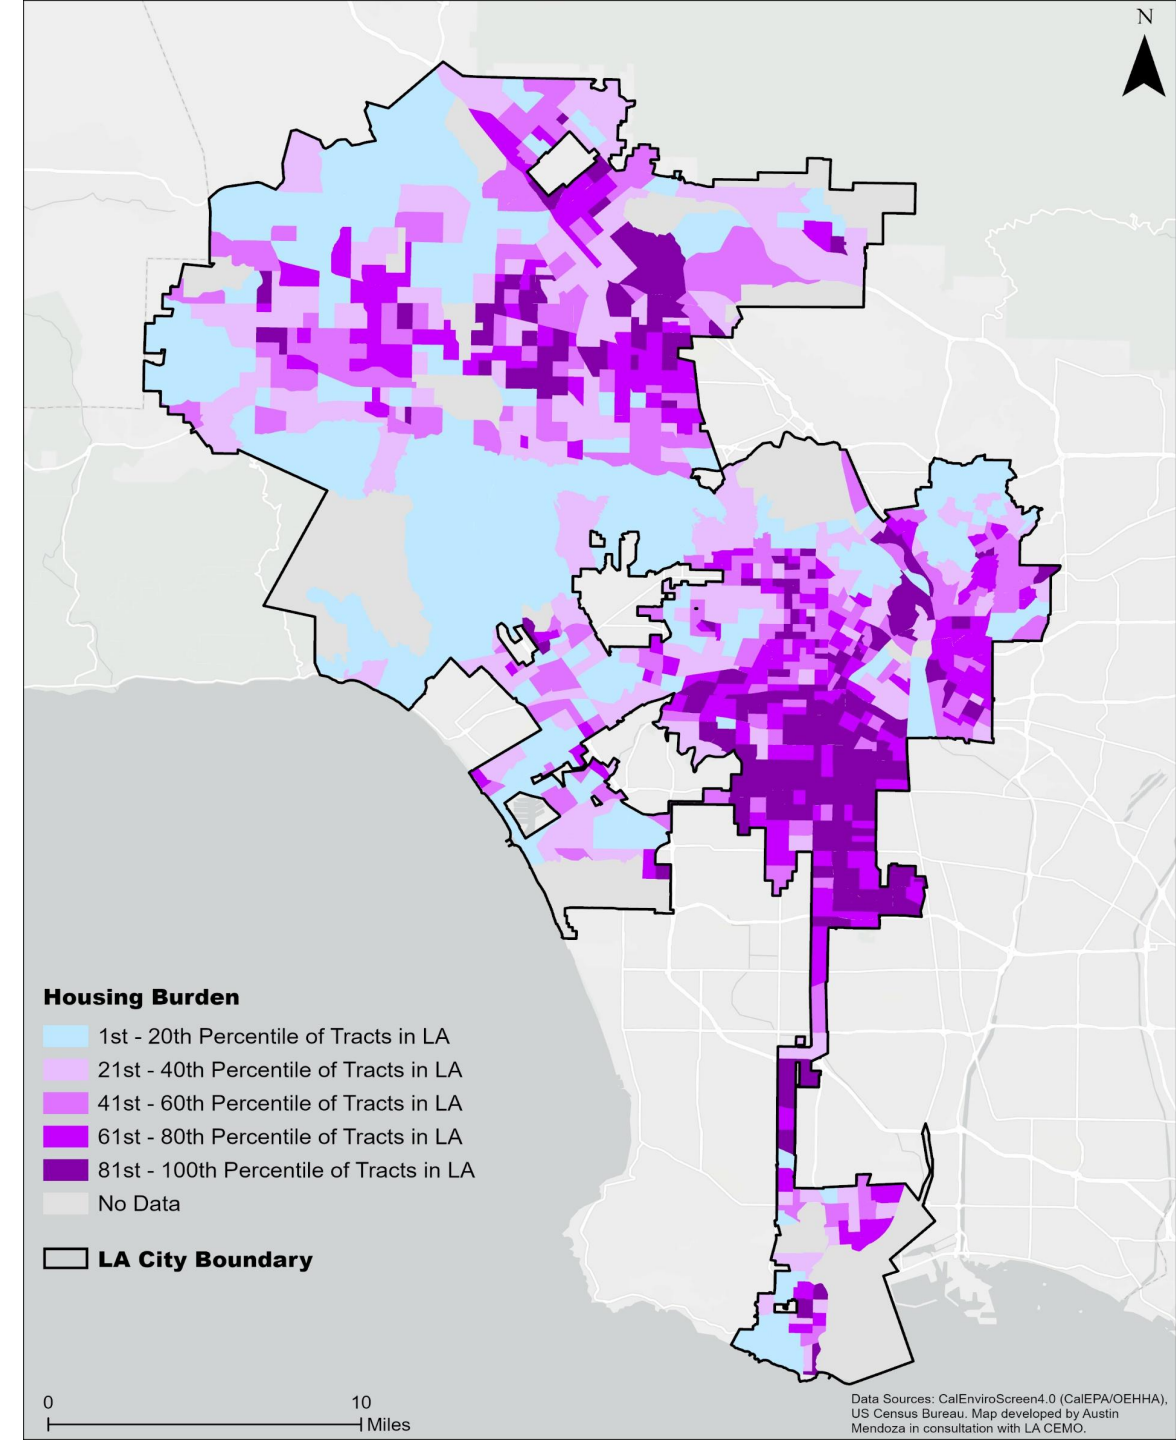 N
Housing Burden
1st - 20th Percentile of Tracts in LA
21st - 40th Percentile of Tracts in LA
41st - 60th Percentile of Tracts in LA
61st - 80th Percentile of Tracts in LA
81st - 100th Percentile of Tracts in LA
No Data
LA City Boundary
0 10
Miles
Data Sources: CalEnviroScreen4.0 (CalEPA/OEHHA),
US Census Bureau. Map developed by Austin
Mendoza in consultation with LA CEMO.